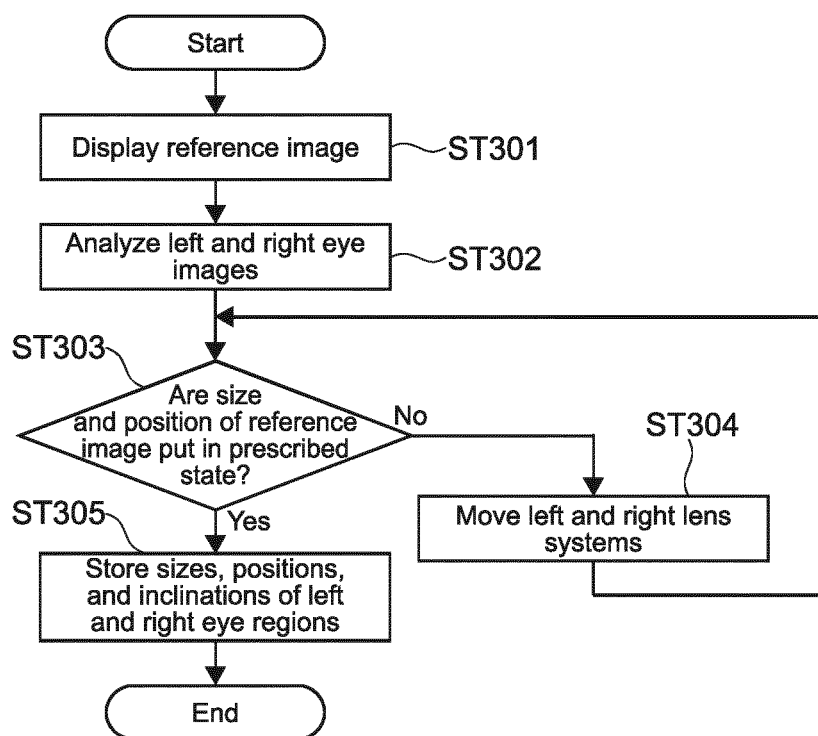 Start
Display reference image
ST301
Analyze left and right eye
images
ST302
ST303
Are size
and position of reference
image put in prescribed
state?
No
ST304
Move left and right lens
systems
Yes
ST305
Store sizes, positions,
and inclinations of left
and right eye regions
End